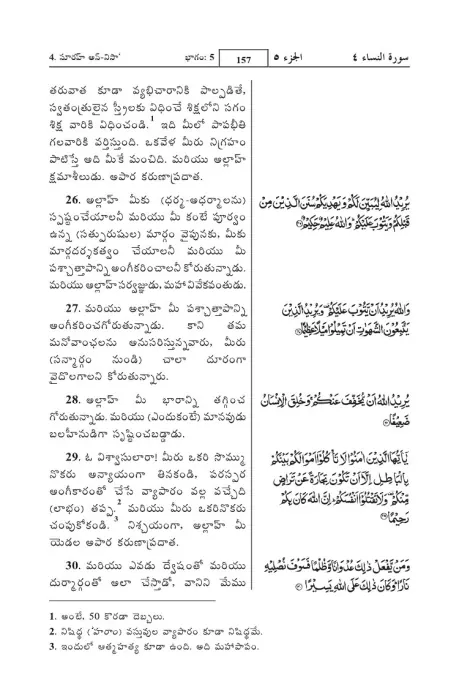 4. సూరహ్ అన్-నిసా'
భాగం: 5
157
الجزء ٥
سورة النساء ٤
తరువాత కూడా వ్యభిచారానికి పాల్పడితే,
స్వతంత్రులైన స్త్రీలకు విధించే శిక్షలోని సగం
శిక్ష వారికి విధించండి.1 ఇది మీలో పాపభీతి
గలవారికి వర్తిస్తుంది. ఒకవేళ మీరు నిగ్రహం
పాటిస్తే అది మీకే మంచిది. మరియు అల్లాహ్
క్షమాశీలుడు. అపార కరుణాప్రదాత.
26. అల్లాహ్ మీకు (ధర్మ-అధర్మాలను)
స్పష్టంచేయాలనీ మరియు మీ కంటే పూర్వం
ఉన్న (సత్పురుషుల) మార్గం వైపునకు, మీకు
మార్గదర్శకత్వం చేయాలనీ మరియు మీ
పశ్చాత్తాపాన్ని అంగీకరించాలనీ కోరుతున్నాడు.
మరియు అల్లాహ్ సర్వజ్ఞుడు, మహావివేకవంతుడు.
يُرِيدُ اللَّهُ لِيُبَيِّنَ لَكُمْ وَيَهْدِيَكُمْ سُنَنَ الَّذِينَ مِنْ
قَبْلِكُمْ وَيَتُوبَ عَلَيْكُمْ وَاللَّهُ عَلِيمٌ حَكِيمٌ ۝
27. మరియు అల్లాహ్ మీ పశ్చాత్తాపాన్ని
అంగీకరించగోరుతున్నాడు. కాని తమ
మనోవాంఛలను అనుసరిస్తున్నవారు, మీరు
(సన్మార్గం నుండి) చాలా దూరంగా
వైదొలగాలని కోరుతున్నారు.
وَاللَّهُ يُرِيدُ أَنْ يَتُوبَ عَلَيْكُمْ وَيُرِيدُ الَّذِينَ
يَتَّبِعُونَ الشَّهَوَاتِ أَنْ تَمِيلُوا مَيْلًا عَظِيمًا ۝
28. అల్లాహ్ మీ భారాన్ని తగ్గించ
గోరుతున్నాడు. మరియు (ఎందుకంటే) మానవుడు
బలహీనుడిగా సృష్టించబడ్డాడు.
يُرِيدُ اللَّهُ أَنْ يُخَفِّفَ عَنْكُمْ وَخُلِقَ الْإِنْسَانُ
ضَعِيفًا ۝
29. ఓ విశ్వాసులారా! మీరు ఒకరి సొమ్ము
నొకరు అన్యాయంగా తినకండి, పరస్పర
అంగీకారంతో చేసే వ్యాపారం వల్ల వచ్చేది
(లాభం) తప్ప.2 మరియు మీరు ఒకరినొకరు
చంపుకోకండి.3 నిశ్చయంగా, అల్లాహ్ మీ
యెడల అపార కరుణాప్రదాత.
يَا أَيُّهَا الَّذِينَ آمَنُوا لَا تَأْكُلُوا أَمْوَالَكُمْ بَيْنَكُمْ
بِالْبَاطِلِ إِلَّا أَنْ تَكُونَ تِجَارَةً عَنْ تَرَاضٍ
مِنْكُمْ وَلَا تَقْتُلُوا أَنْفُسَكُمْ إِنَّ اللَّهَ كَانَ بِكُمْ
رَحِيمًا ۝
30. మరియు ఎవడు ద్వేషంతో మరియు
దుర్మార్గంతో అలా చేస్తాడో, వానిని మేము
وَمَنْ يَفْعَلْ ذَلِكَ عُدْوَانًا وَظُلْمًا فَسَوْفَ نُصْلِيهِ
نَارًا وَكَانَ ذَلِكَ عَلَى اللَّهِ يَسِيرًا ۝
1. అంటే, 50 కొరడా దెబ్బలు.
2. నిషిద్ధ ('హరాం) వస్తువుల వ్యాపారం కూడా నిషిద్ధమే.
3. ఇందులో ఆత్మహత్య కూడా ఉంది. అది మహాపాపం.